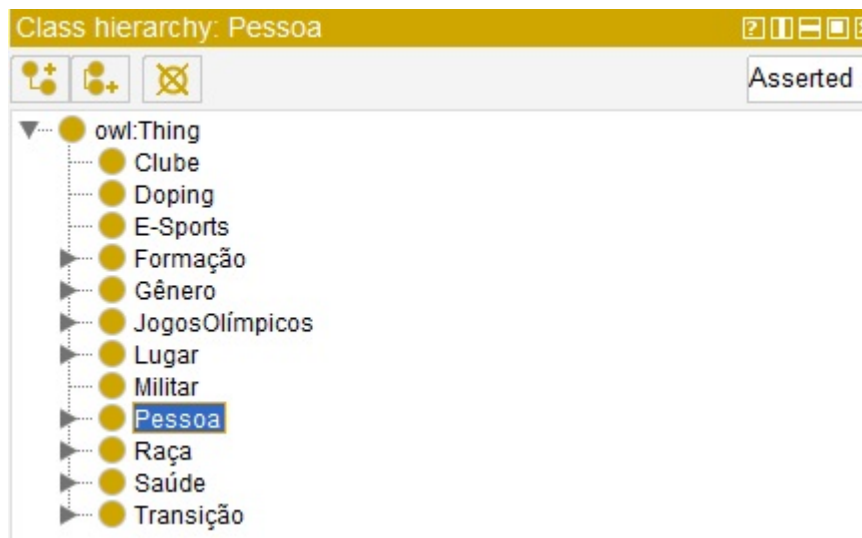 Class hierarchy: Pessoa
Asserted
owl:Thing
Clube
Doping
E-Sports
Formação
Gênero
JogosOlímpicos
Lugar
Militar
Pessoa
Raça
Saúde
Transição